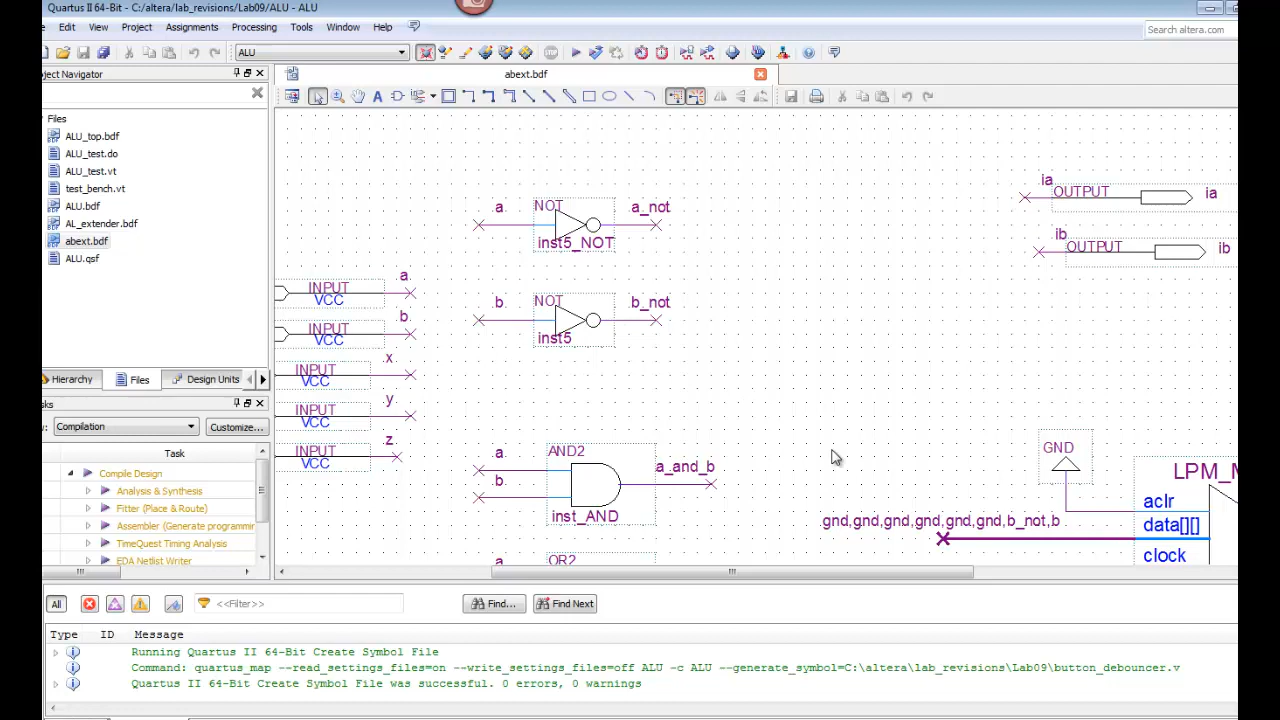 Quartus II 64-Bit - C:/altera/lab_revisions/Lab09/ALU - ALU
Edit View Project Assignments Processing Tools Window Help
Search altera.com
ALU
oject Navigator
abext.bdf
Files
ALU_top.bdf
ALU_test.do
ALU_test.vt
test_bench.vt
ALU.bdf
AL_extender.bdf
abext.bdf
ALU.qsf
Hierarchy Files Design Units
sks
w: Compilation Customize...
Task
Compile Design
Analysis & Synthesis
Fitter (Place & Route)
Assembler (Generate programmin
TimeQuest Timing Analysis
EDA Netlist Writer
a NOT a_not
inst5_NOT
b NOT b_not
inst5
INPUT a
VCC
INPUT b
VCC
INPUT x
VCC
INPUT y
VCC
INPUT z
VCC
a AND2
b a_and_b
inst_AND
a OR2
ia
OUTPUT ia
ib
OUTPUT ib
GND
LPM_M
aclr
gnd,gnd,gnd,gnd,gnd,gnd,b_not,b data[][]
clock
All <<Filter>> Find... Find Next
Type ID Message
Running Quartus II 64-Bit Create Symbol File
Command: quartus_map --read_settings_files=on --write_settings_files=off ALU -c ALU --generate_symbol=C:\altera\lab_revisions\Lab09\button_debouncer.v
Quartus II 64-Bit Create Symbol File was successful. 0 errors, 0 warnings